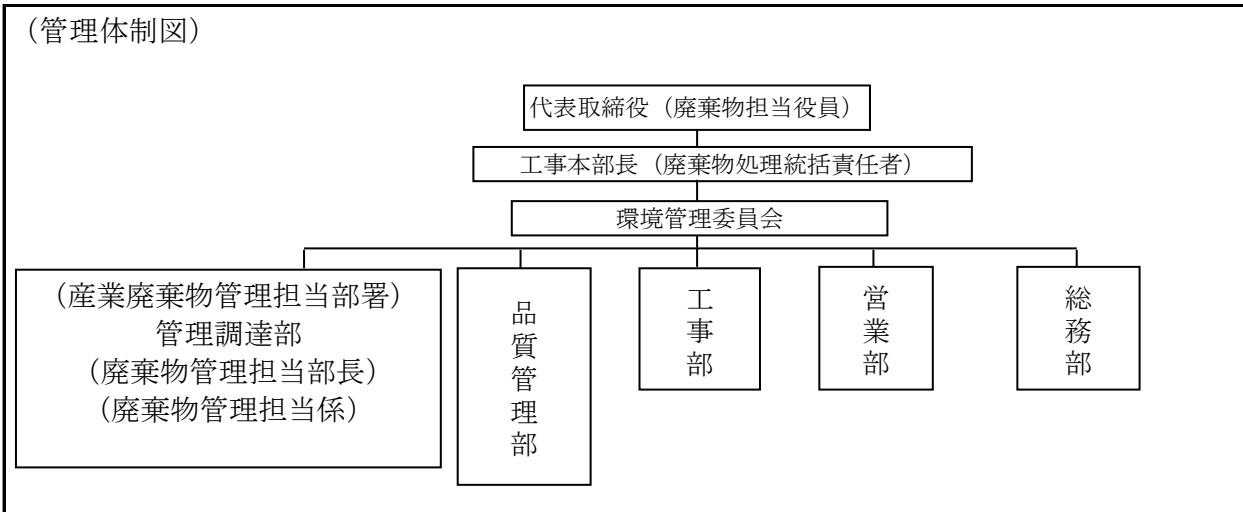 （管理体制図）
代表取締役（廃棄物担当役員）
工事本部長（廃棄物処理統括責任者）
環境管理委員会
（産業廃棄物管理担当部署）
管理調達部
（廃棄物管理担当部長）
（廃棄物管理担当係）
品質管理部
工事部
営業部
総務部